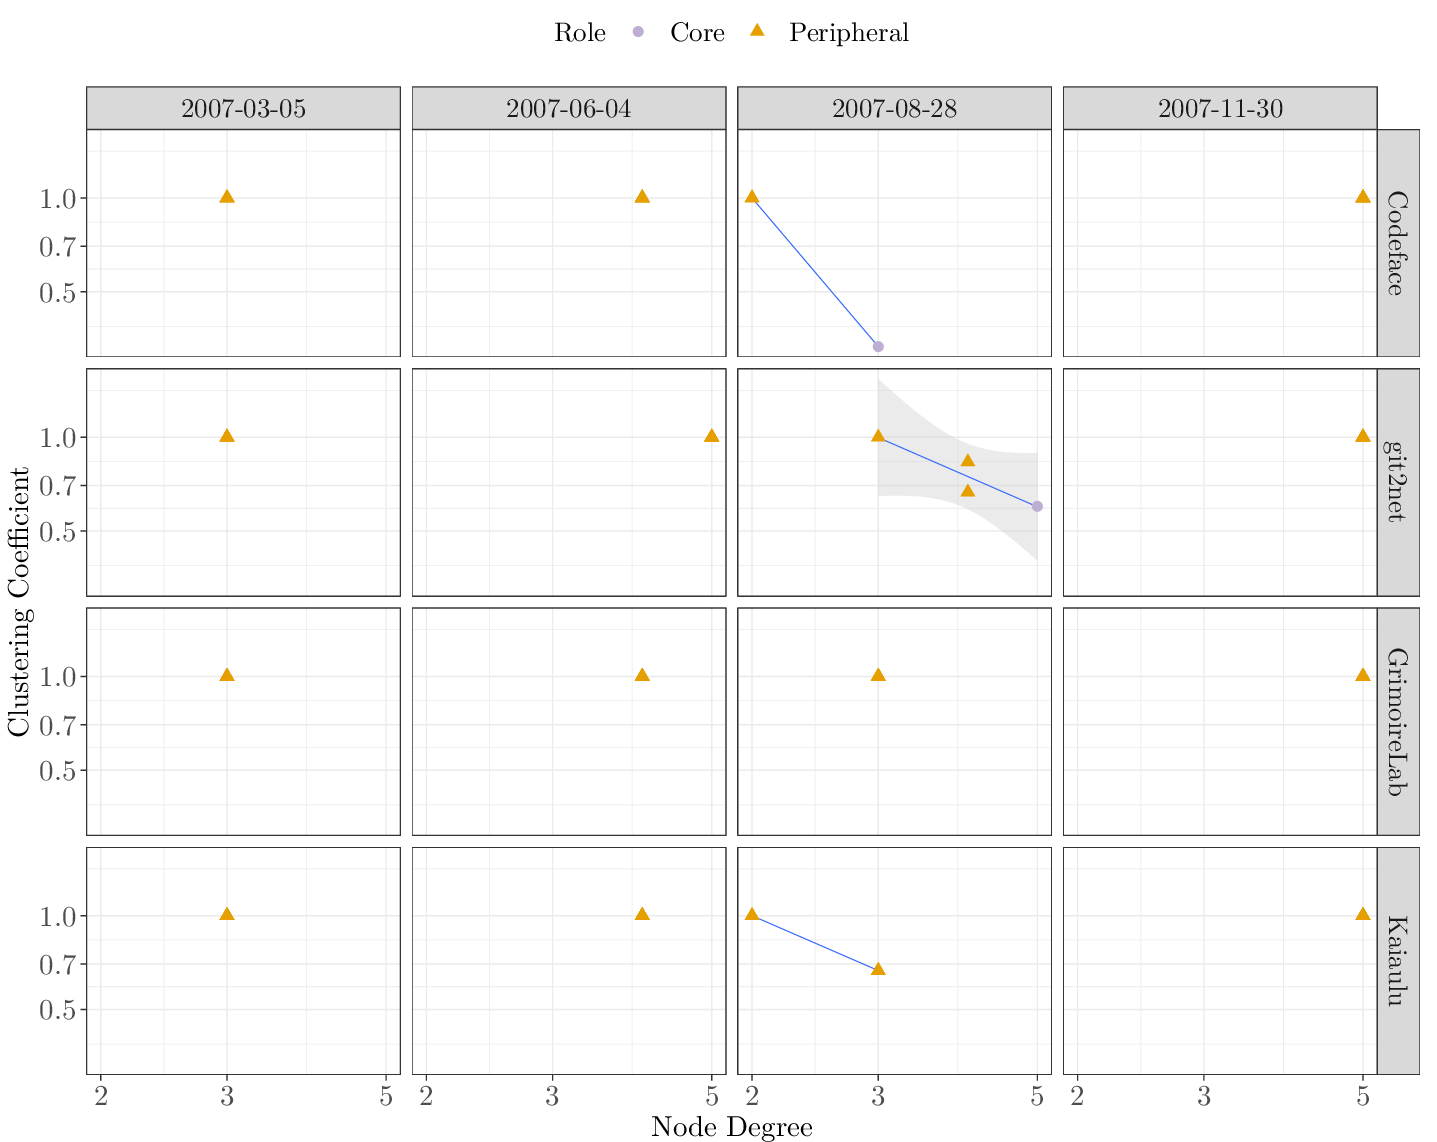 Role Core Peripheral
2007-03-05 2007-06-04 2007-08-28 2007-11-30
Codeface
1.0
0.7
0.5
git2net
1.0
0.7
0.5
GrimoireLab
1.0
0.7
0.5
Kaiaulu
1.0
0.7
0.5
Clustering Coefficient
2 3 5 2 3 5 2 3 5 2 3 5
Node Degree